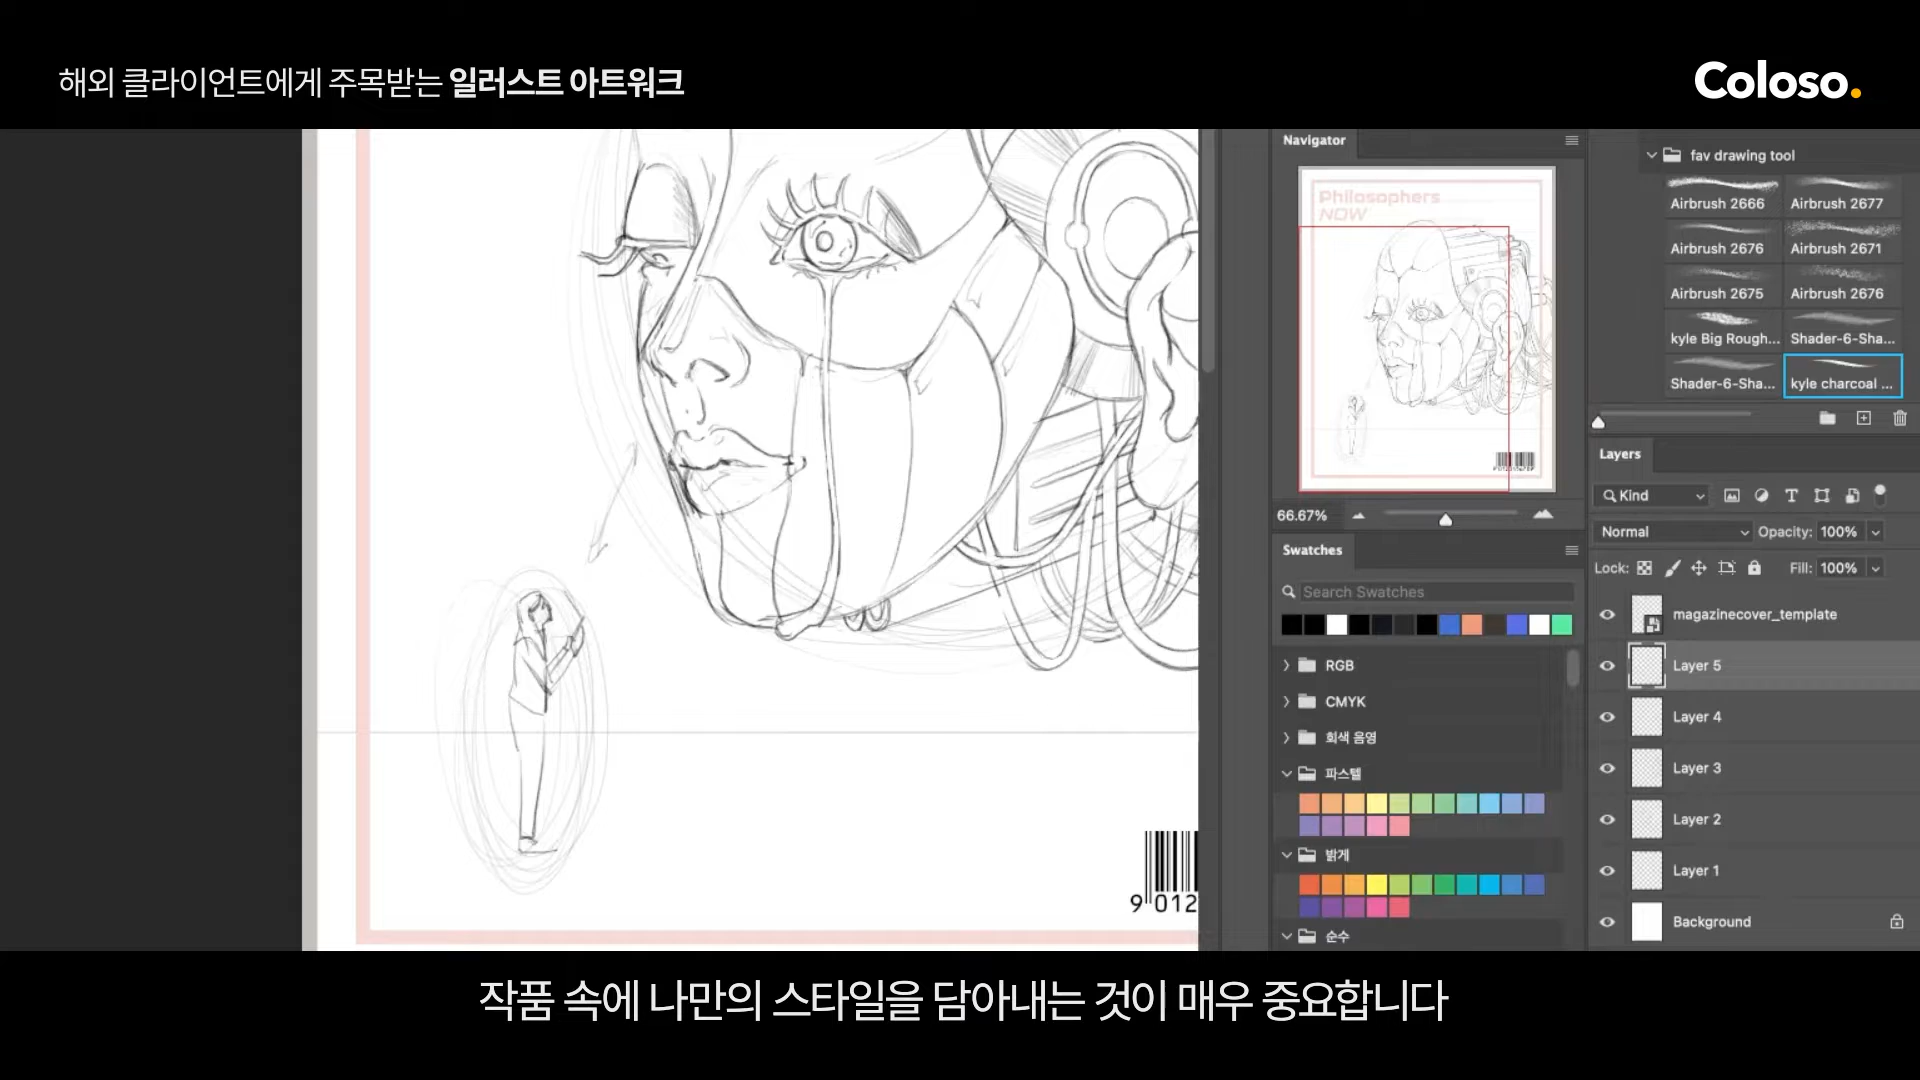 해외 클라이언트에게 주목받는 일러스트 아트워크
Coloso.
Navigator
Philosophers
NOW
66.67%
Swatches
Search Swatches
RGB
CMYK
회색 음영
파스텔
밝게
순수
fav drawing tool
Airbrush 2666
Airbrush 2677
Airbrush 2676
Airbrush 2671
Airbrush 2675
Airbrush 2676
kyle Big Rough...
Shader-6-Sha...
Shader-6-Sha...
kyle charcoal ...
Layers
Kind
Normal
Opacity: 100%
Lock:
Fill: 100%
magazinecover_template
Layer 5
Layer 4
Layer 3
Layer 2
Layer 1
Background
9 012
작품 속에 나만의 스타일을 담아내는 것이 매우 중요합니다